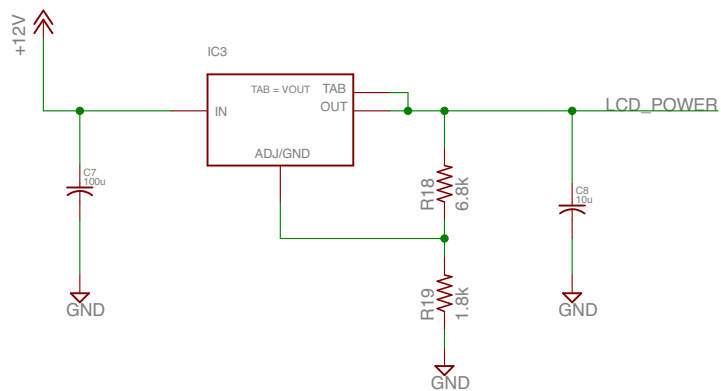 +12V
IC3
TAB = VOUT
TAB
IN
OUT
LCD_POWER
ADJ/GND
C7
100u
R18
6.8k
C8
10u
R19
1.8k
GND
GND
GND